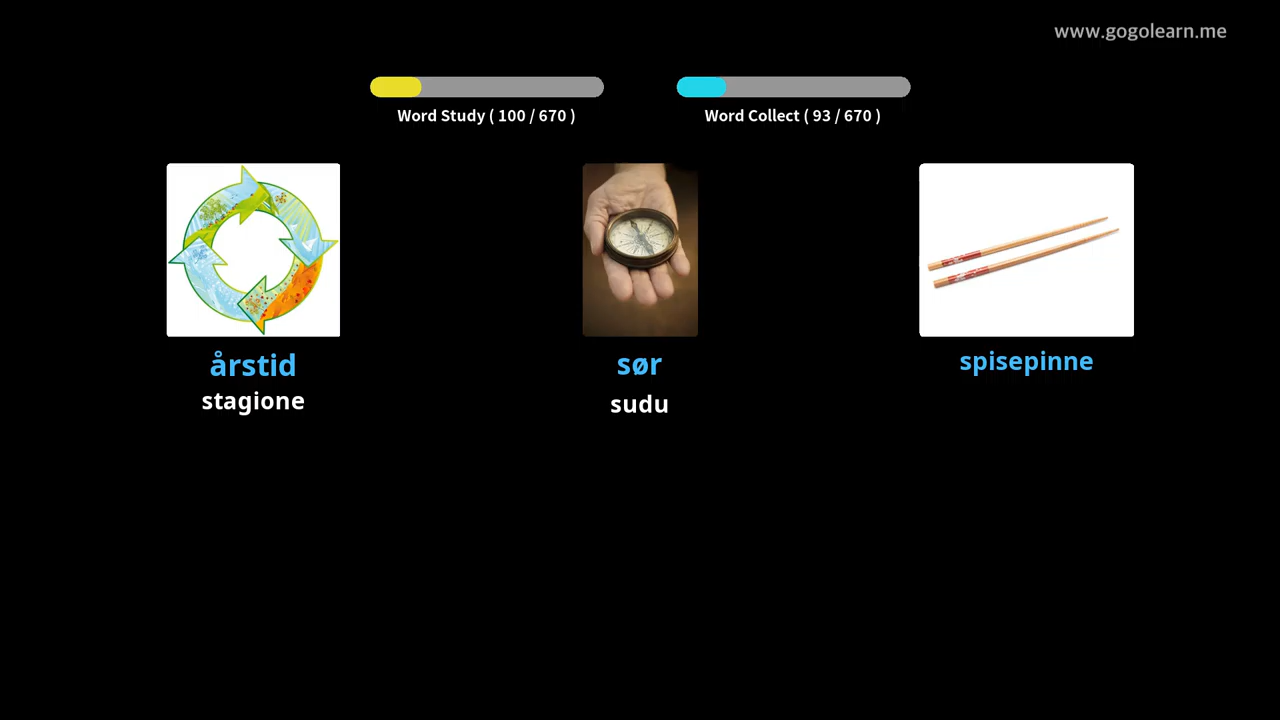 www.gogolearn.me
Word Study ( 100 / 670 )
Word Collect ( 93 / 670 )
årstid
stagione
sør
sudu
spisepinne